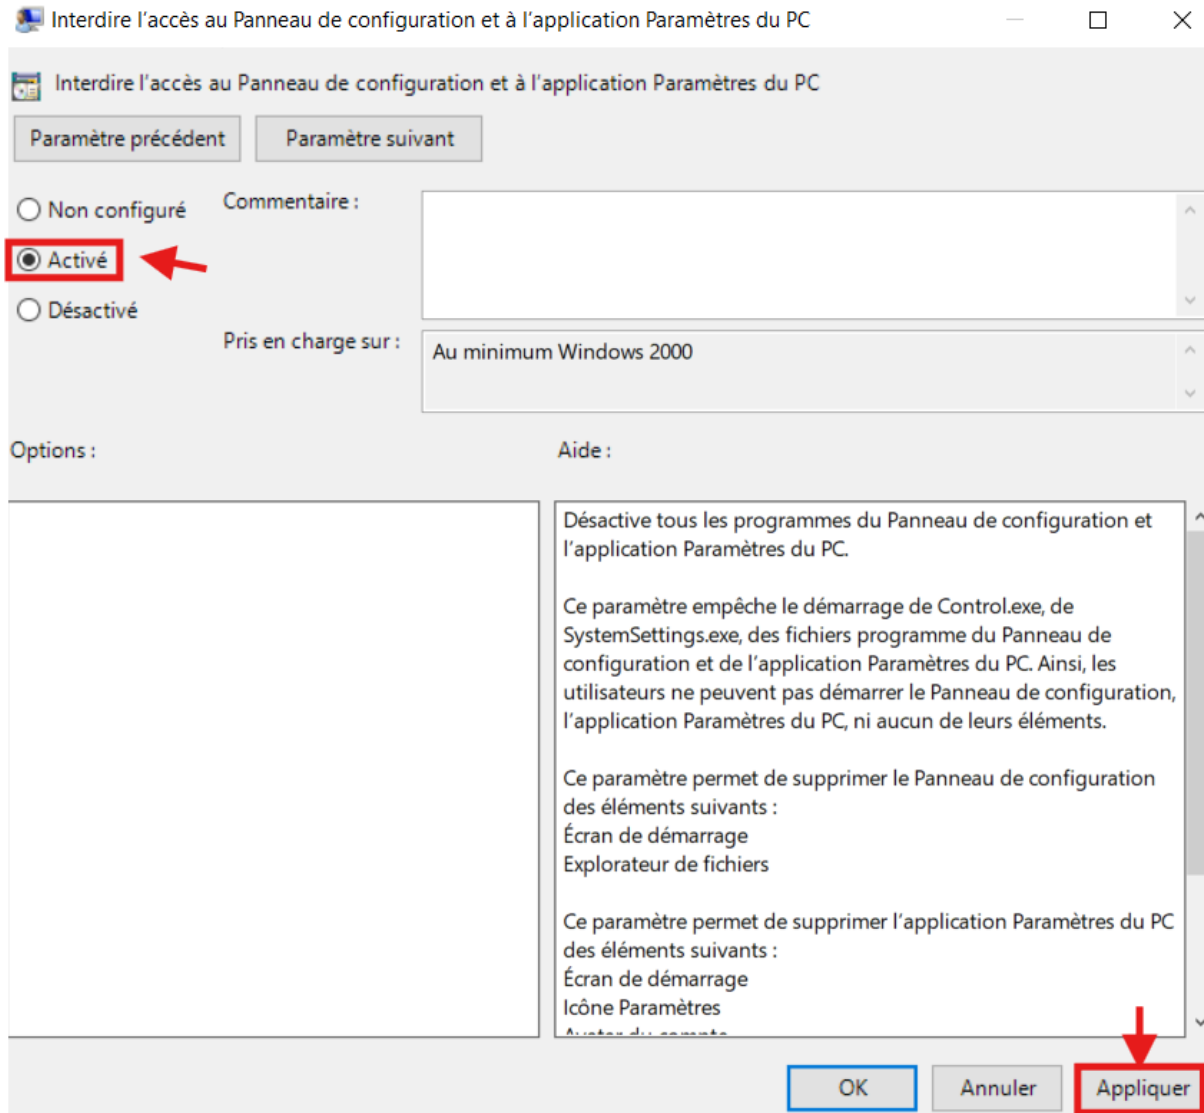 Interdire l’accès au Panneau de configuration et à l’application Paramètres du PC
Interdire l’accès au Panneau de configuration et à l’application Paramètres du PC
Paramètre précédent
Paramètre suivant
Non configuré
Commentaire :
Activé
Désactivé
Pris en charge sur :
Au minimum Windows 2000
Options :
Aide :
Désactive tous les programmes du Panneau de configuration et
l’application Paramètres du PC.
Ce paramètre empêche le démarrage de Control.exe, de
SystemSettings.exe, des fichiers programme du Panneau de
configuration et de l’application Paramètres du PC. Ainsi, les
utilisateurs ne peuvent pas démarrer le Panneau de configuration,
l’application Paramètres du PC, ni aucun de leurs éléments.
Ce paramètre permet de supprimer le Panneau de configuration
des éléments suivants :
Écran de démarrage
Explorateur de fichiers
Ce paramètre permet de supprimer l’application Paramètres du PC
des éléments suivants :
Écran de démarrage
Icône Paramètres
OK
Annuler
Appliquer